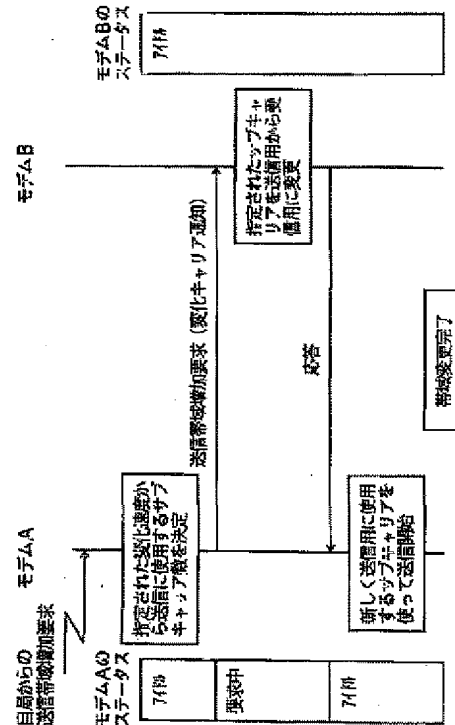 自局からの
送信帯域増加要求
モデムA
モデムB
モデムAの
ステータス
モデムBの
ステータス
アイドル
アイドル
指定された変化速度か
ら送信に使用するサブ
キャリア数を決定
送信帯域増加要求（変化キャリア通知）
要求中
指定されたサブキャ
リアを送信用から受
信用に変更
応答
アイドル
新しく送信用に使用
するサブキャリアを
使って送信開始
帯域変更完了